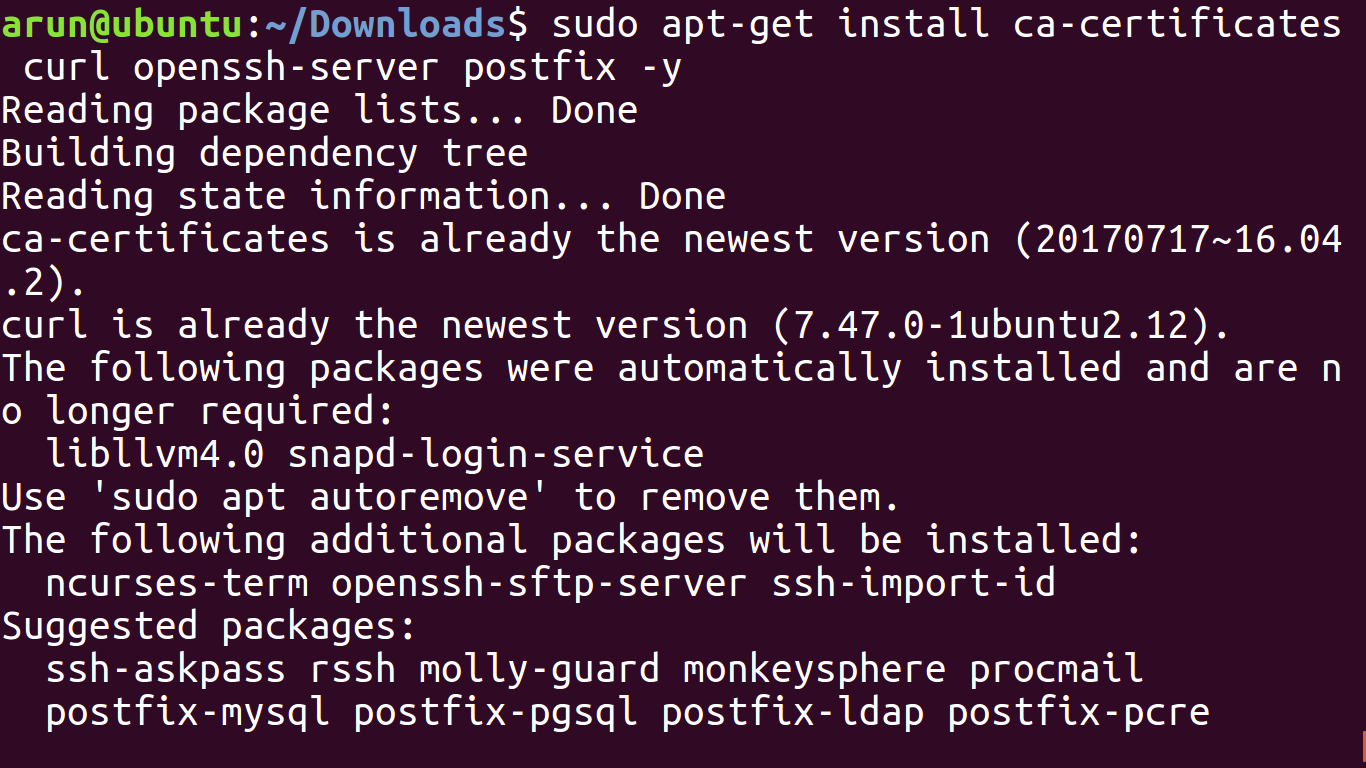 arun@ubuntu:~/Downloads$ sudo apt-get install ca-certificates
 curl openssh-server postfix -y
Reading package lists... Done
Building dependency tree
Reading state information... Done
ca-certificates is already the newest version (20170717~16.04
.2).
curl is already the newest version (7.47.0-1ubuntu2.12).
The following packages were automatically installed and are n
o longer required:
  libllvm4.0 snapd-login-service
Use 'sudo apt autoremove' to remove them.
The following additional packages will be installed:
  ncurses-term openssh-sftp-server ssh-import-id
Suggested packages:
  ssh-askpass rssh molly-guard monkeysphere procmail
  postfix-mysql postfix-pgsql postfix-ldap postfix-pcre